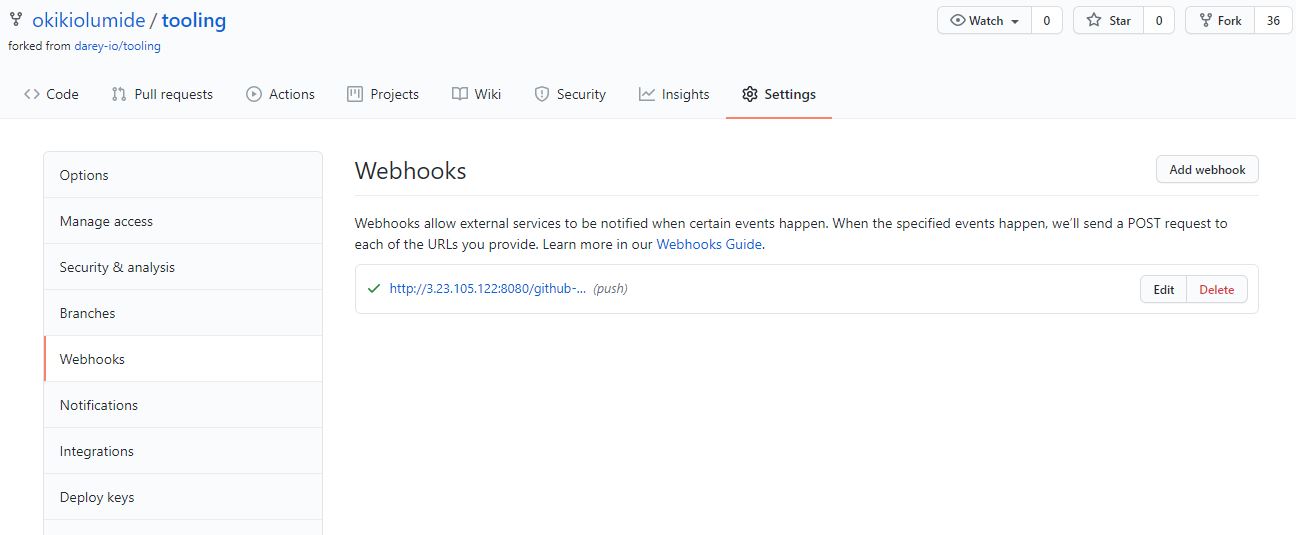 okikiolumide / tooling
Watch 0 Star 0 Fork 36
forked from darey-io/tooling
Code Pull requests Actions Projects Wiki Security Insights Settings
Options
Manage access
Security & analysis
Branches
Webhooks
Notifications
Integrations
Deploy keys
Webhooks
Add webhook
Webhooks allow external services to be notified when certain events happen. When the specified events happen, we’ll send a POST request to
each of the URLs you provide. Learn more in our Webhooks Guide.
http://3.23.105.122:8080/github-... (push)
Edit Delete